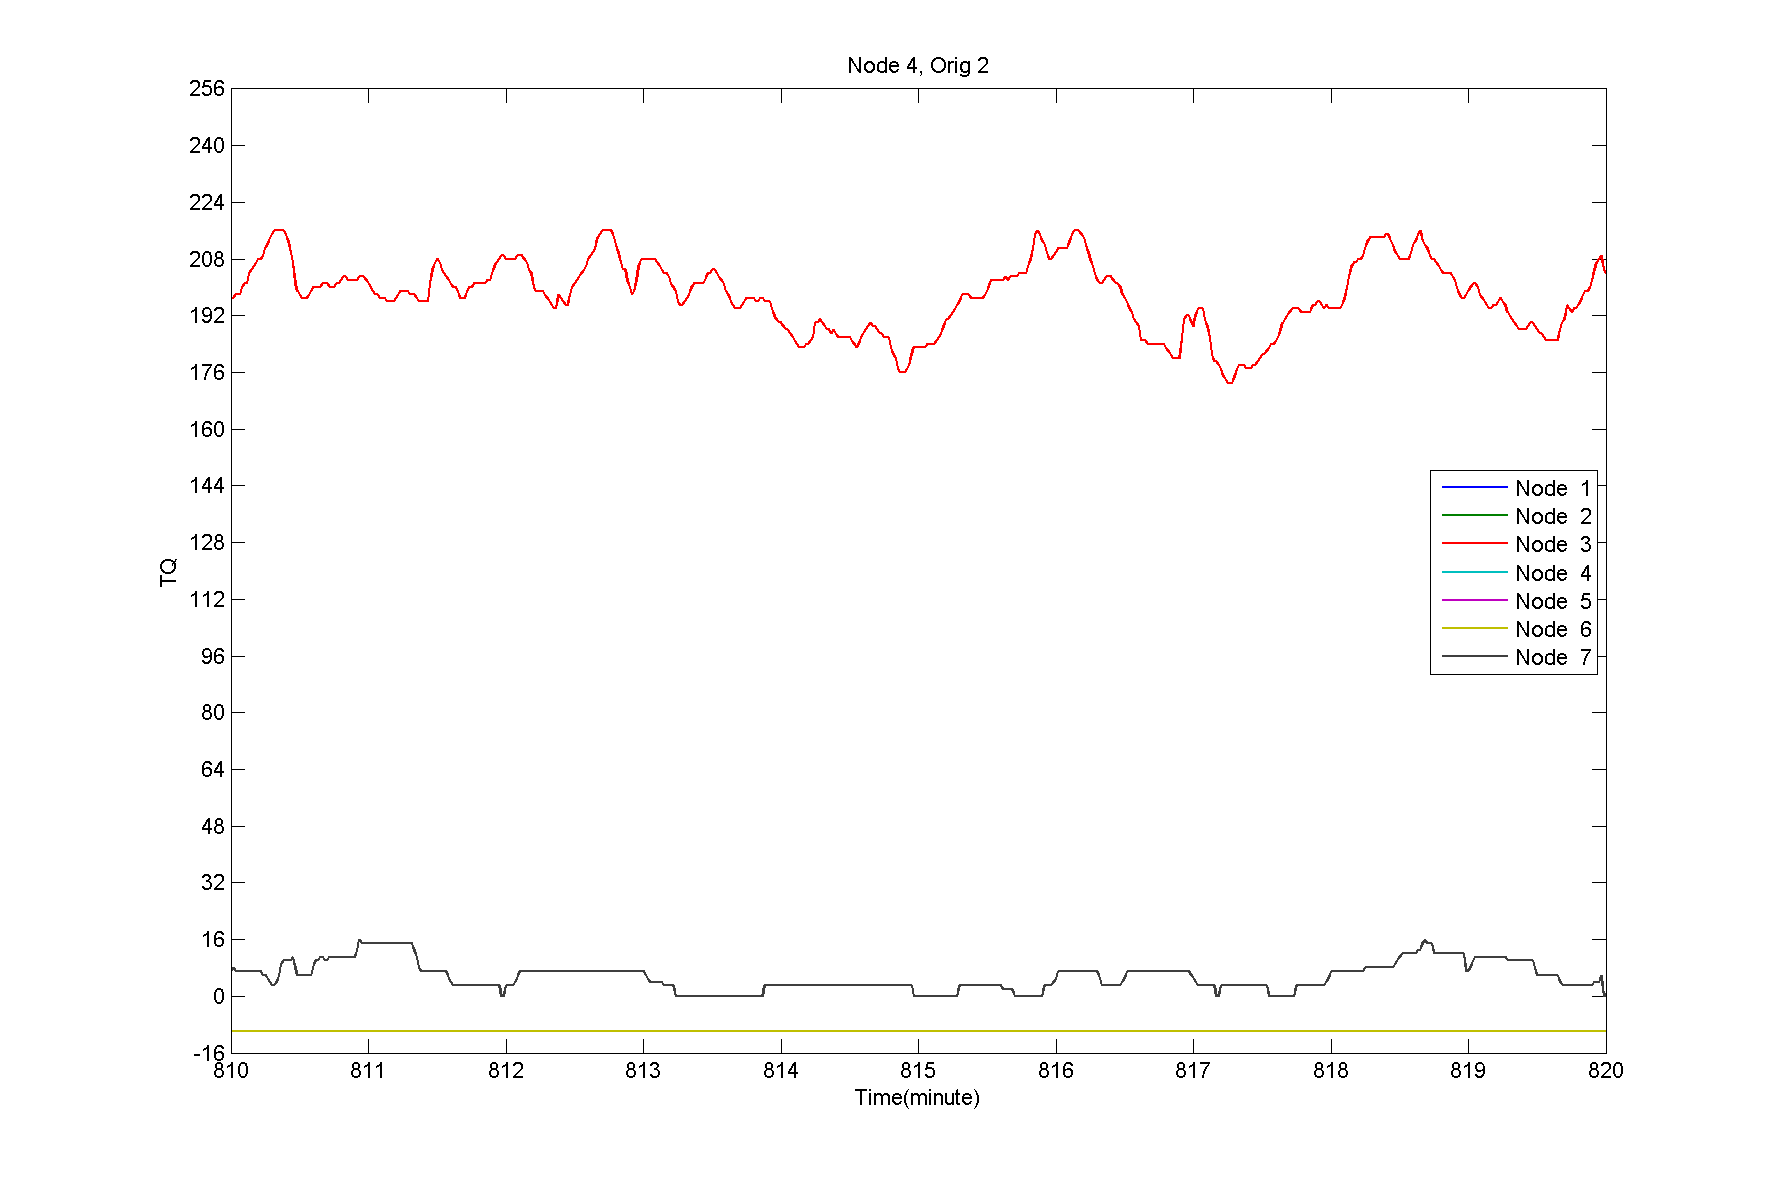 Node 4, Orig 2
256
240
224
208
192
176
160
144
128
112
96
80
64
48
32
16
0
-16
TQ
Node 1
Node 2
Node 3
Node 4
Node 5
Node 6
Node 7
810 811 812 813 814 815 816 817 818 819 820
Time(minute)